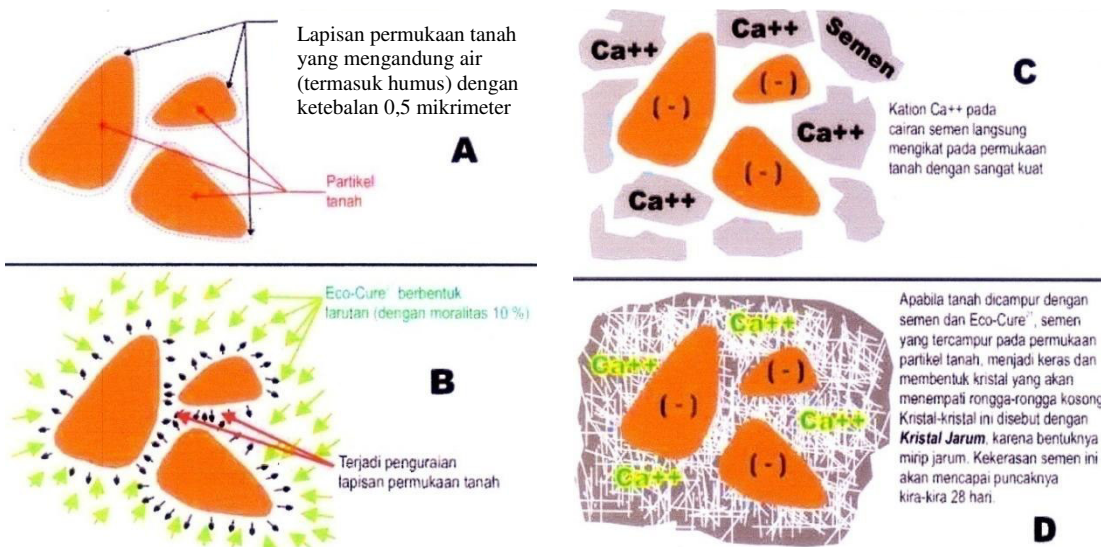 Lapisan permukaan tanah
yang mengandung air
(termasuk humus) dengan
ketebalan 0,5 mikrimeter
A
Partikel
tanah
Eco-Cure berbentuk
larutan (dengan moralitas 10 %)
B
Terjadi penguraian
lapisan permukaan tanah
Ca++
Ca++
Semen
(-)
(-)
Ca++
(-)
Ca++
C
Kation Ca++ pada
cairan semen langsung
mengikat pada permukaan
tanah dengan sangat kuat
Ca++
Ca++
(-)
(-)
Ca++
(-)
Ca++
Apabila tanah dicampur dengan
semen dan Eco-Cure, semen
yang tercampur pada permukaan
partikel tanah, menjadi keras dan
membentuk kristal yang akan
menempati rongga-rongga kosong
Kristal-kristal ini disebut dengan
Kristal Jarum, karena bentuknya
mirip jarum. Kekerasan semen ini
akan mencapai puncaknya
kira-kira 28 hari.
D